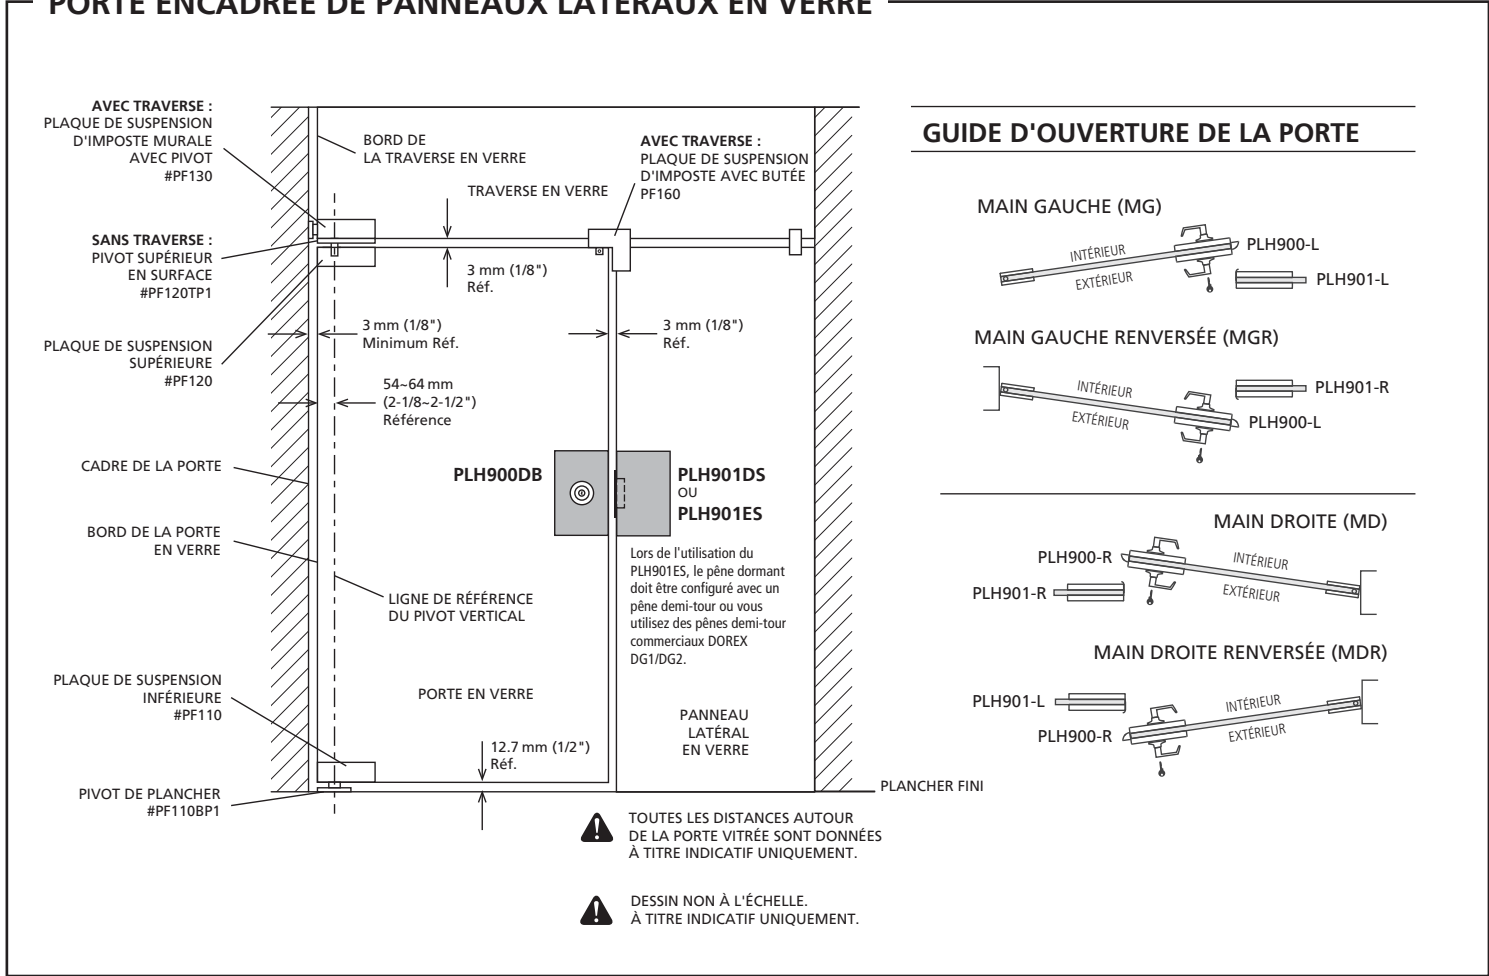 PORTE ENCADRÉE DE PANNEAUX LATÉRAUX EN VERRE
AVEC TRAVERSE :
PLAQUE DE SUSPENSION
D'IMPOSTE MURALE
AVEC PIVOT
#PF130
SANS TRAVERSE :
PIVOT SUPÉRIEUR
EN SURFACE
#PF120TP1
PLAQUE DE SUSPENSION
SUPÉRIEURE
#PF120
CADRE DE LA PORTE
BORD DE LA PORTE
EN VERRE
PLAQUE DE SUSPENSION
INFÉRIEURE
#PF110
PIVOT DE PLANCHER
#PF110BP1
BORD DE
LA TRAVERSE EN VERRE
TRAVERSE EN VERRE
AVEC TRAVERSE :
PLAQUE DE SUSPENSION
D'IMPOSTE AVEC BUTÉE
PF160
3 mm (1/8")
Réf.
3 mm (1/8")
Minimum Réf.
3 mm (1/8")
Réf.
54~64 mm
(2-1/8~2-1/2")
Référence
PLH900DB
PLH901DS
OU
PLH901ES
Lors de l'utilisation du
PLH901ES, le pêne dormant
doit être configuré avec un
pêne demi-tour ou vous
utilisez des pênes demi-tour
commerciaux DOREX
DG1/DG2.
LIGNE DE RÉFÉRENCE
DU PIVOT VERTICAL
PORTE EN VERRE
PANNEAU
LATÉRAL
EN VERRE
12.7 mm (1/2")
Réf.
PLANCHER FINI
TOUTES LES DISTANCES AUTOUR
DE LA PORTE VITRÉE SONT DONNÉES
À TITRE INDICATIF UNIQUEMENT.
DESSIN NON À L'ÉCHELLE.
À TITRE INDICATIF UNIQUEMENT.
GUIDE D'OUVERTURE DE LA PORTE
MAIN GAUCHE (MG)
INTÉRIEUR
EXTÉRIEUR
PLH900-L
PLH901-L
MAIN GAUCHE RENVERSÉE (MGR)
INTÉRIEUR
EXTÉRIEUR
PLH901-R
PLH900-L
MAIN DROITE (MD)
PLH900-R
INTÉRIEUR
EXTÉRIEUR
PLH901-R
MAIN DROITE RENVERSÉE (MDR)
PLH901-L
INTÉRIEUR
EXTÉRIEUR
PLH900-R